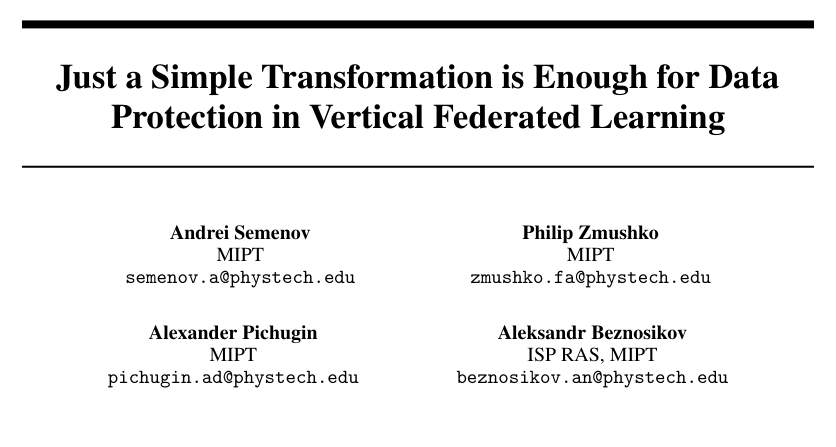 Just a Simple Transformation is Enough for Data
Protection in Vertical Federated Learning
Andrei Semenov
MIPT
semenov.a@phystech.edu
Philip Zmushko
MIPT
zmushko.fa@phystech.edu
Alexander Pichugin
MIPT
pichugin.ad@phystech.edu
Aleksandr Beznosikov
ISP RAS, MIPT
beznosikov.an@phystech.edu